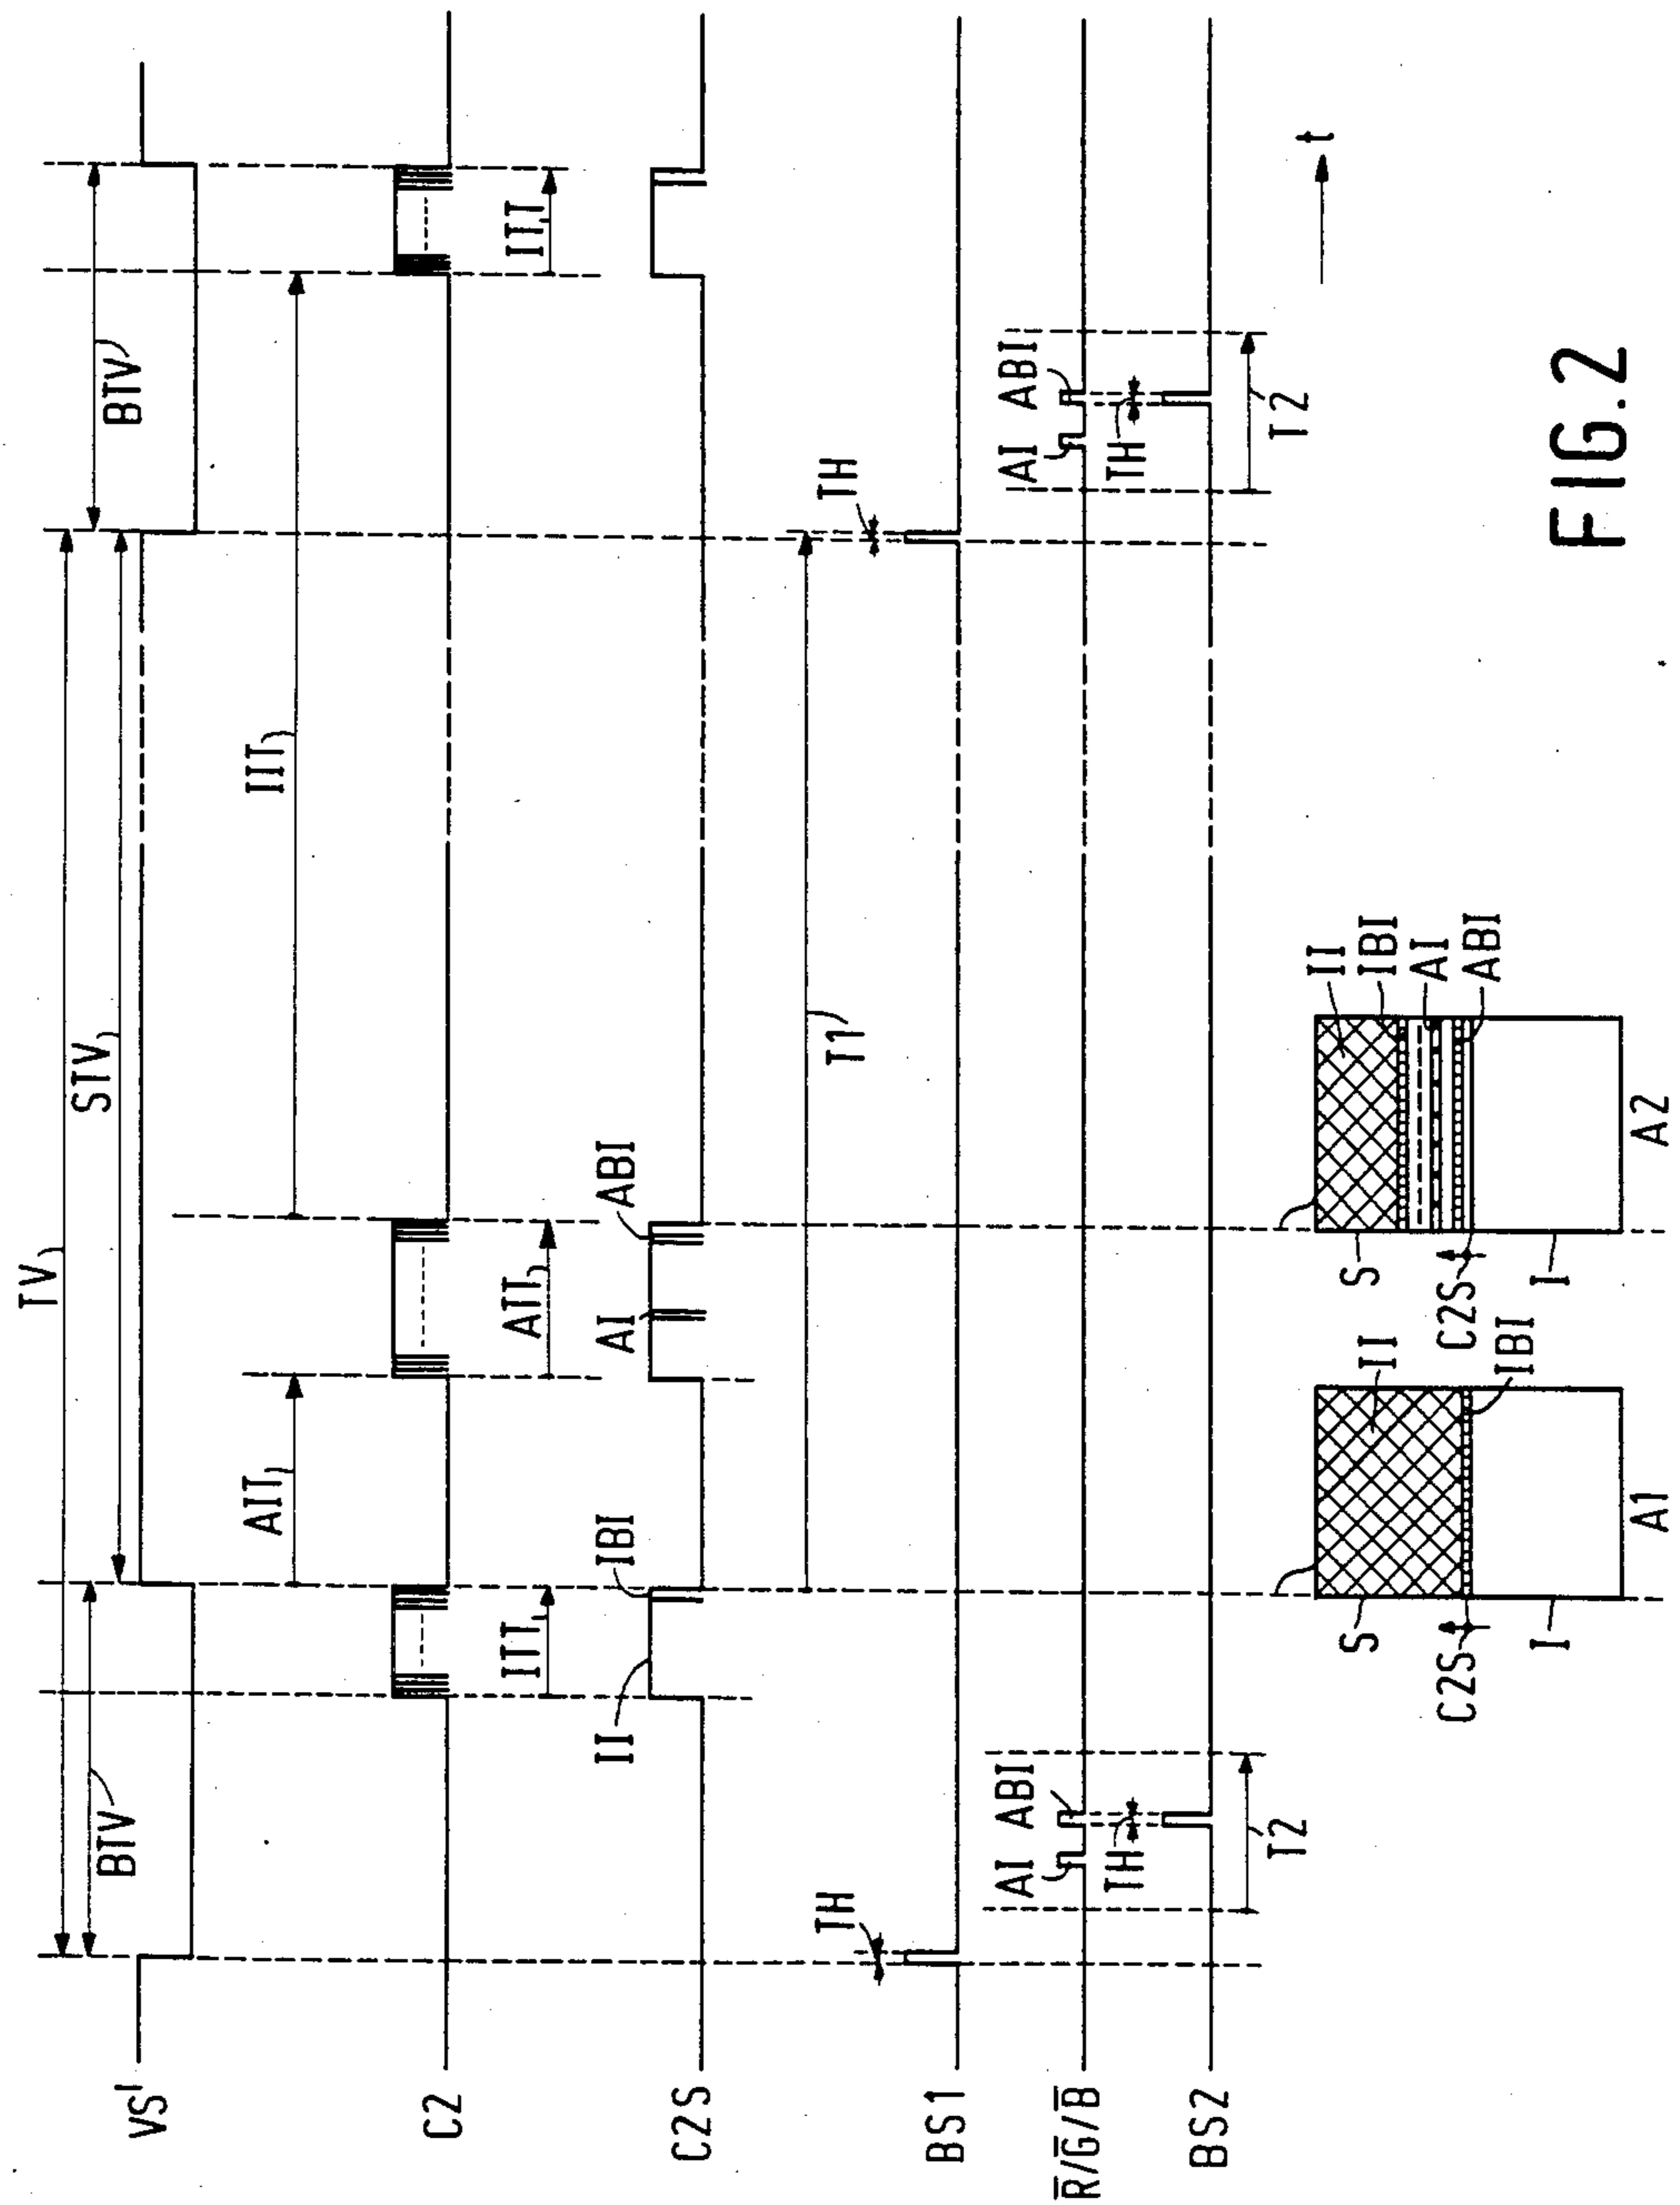 TV
STV
BTV
BTV
VS'
IIT
AIT
C2
ITT
AIT
ITT
II
IBI
AI
ABI
C2S
T1
TH
TH
BS1
AI
ABI
AI
ABI
R̅/G̅/B̅
TH
TH
BS2
T2
T2
t
S
II
C2S
IBI
I
A1
S
II
IBI
AI
ABI
C2S
I
A2
FIG.2